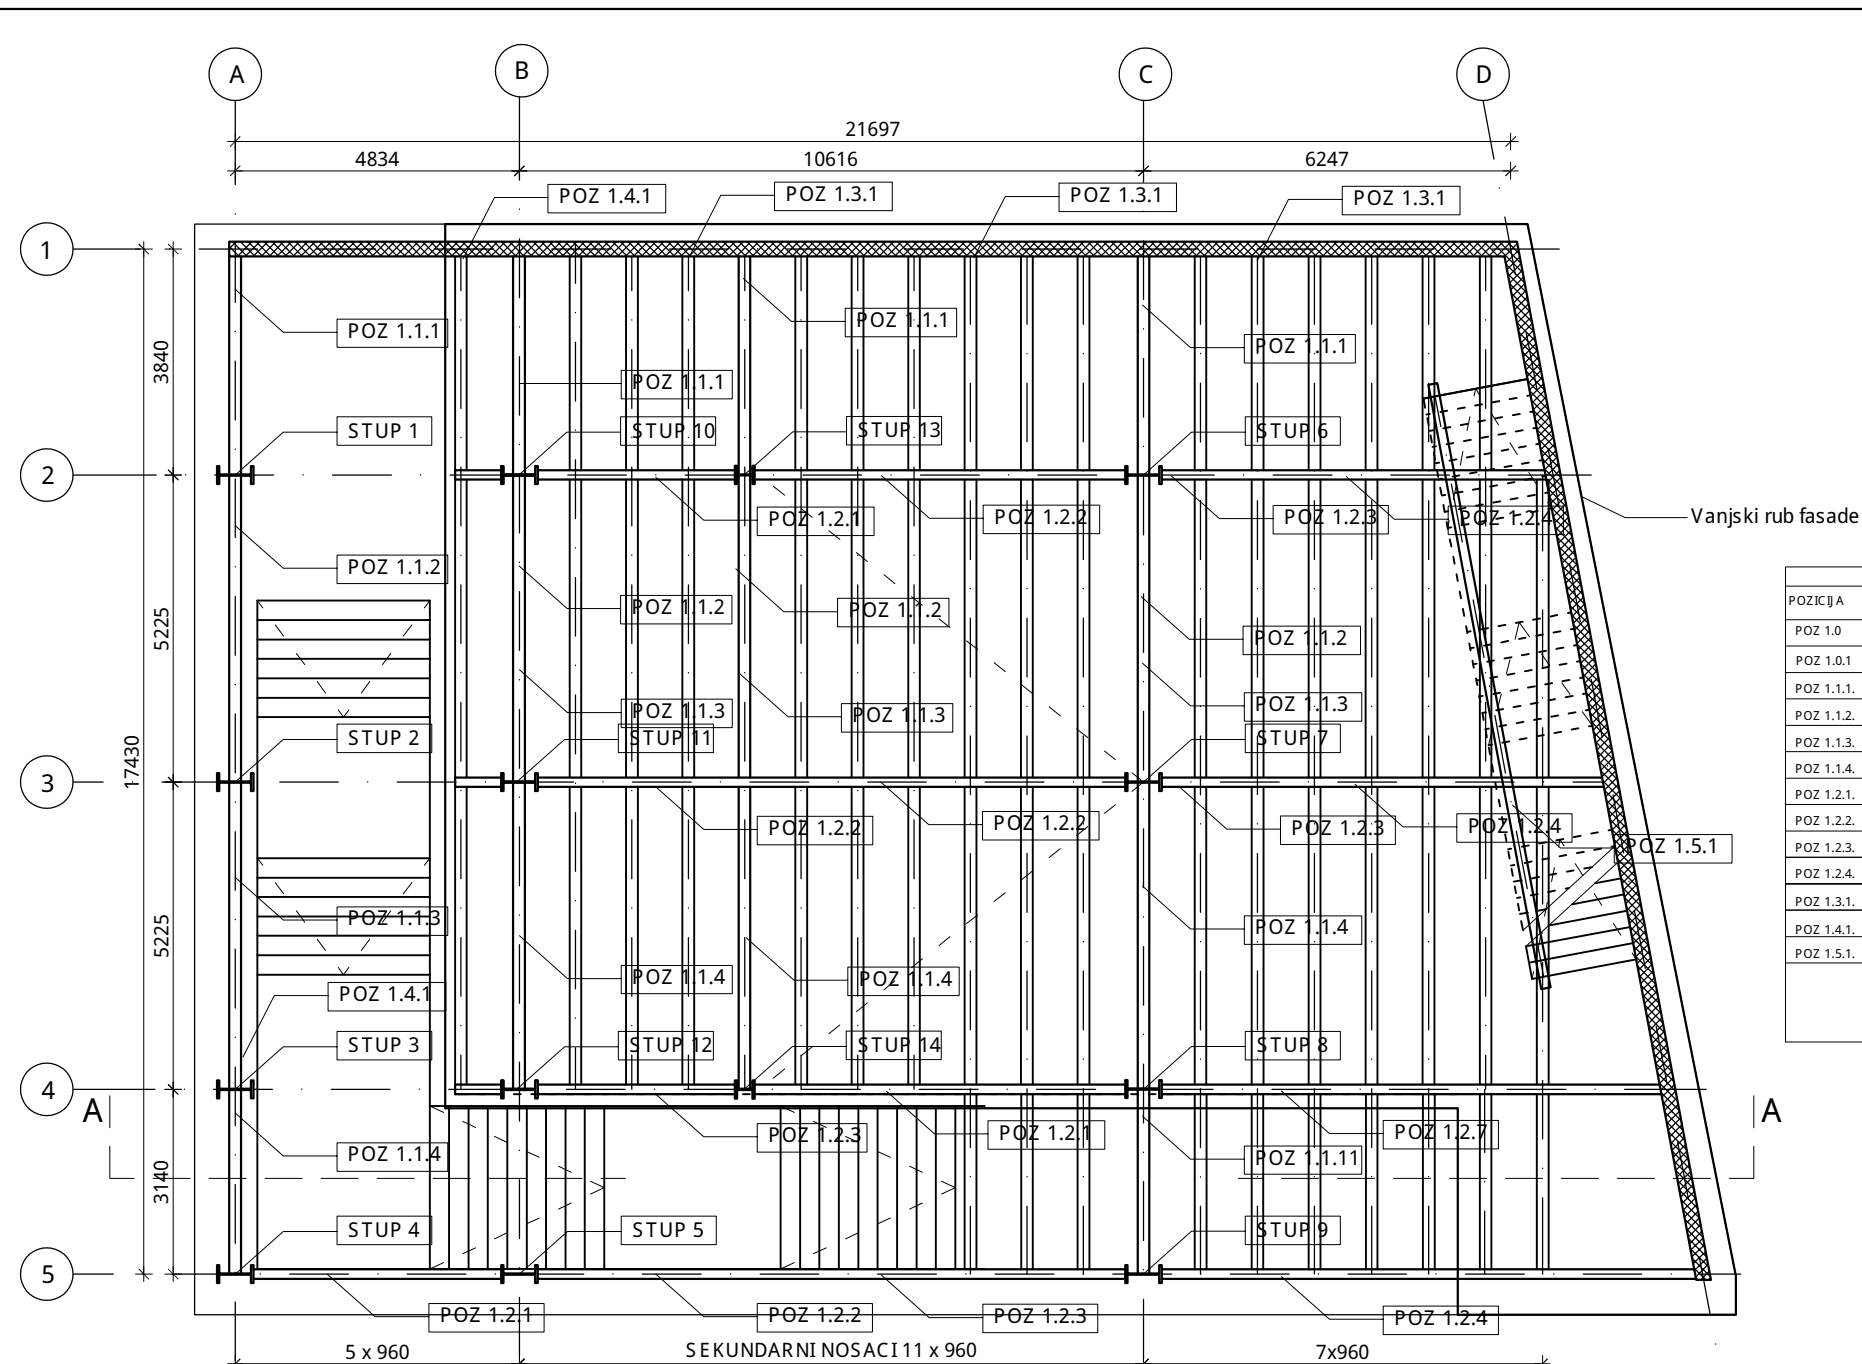 A
B
C
D
21697
4834
10616
6247
POZ 1.4.1
POZ 1.3.1
POZ 1.3.1
POZ 1.3.1
1
POZ 1.1.1
POZ 1.1.1
POZ 1.1.1
3840
POZ 1.1.1
STUP 1
STUP 10
STUP 13
STUP 6
2
POZ 1.2.1
POZ 1.2.2
POZ 1.2.3
POZ 1.2.4
Vanjski rub fasade
POZ 1.1.2
POZICIJA
POZ 1.1.2
POZ 1.1.2
POZ 1.1.2
5225
POZ 1.0
POZ 1.0.1
POZ 1.1.1.
POZ 1.1.3
POZ 1.1.3
POZ 1.1.3
POZ 1.1.2.
STUP 2
STUP 11
STUP 7
POZ 1.1.3.
17430
3
POZ 1.1.4.
POZ 1.2.1.
POZ 1.2.2
POZ 1.2.2
POZ 1.2.3
POZ 1.2.4
POZ 1.2.2.
POZ 1.5.1
POZ 1.2.3.
POZ 1.2.4.
POZ 1.3.1.
POZ 1.1.3
POZ 1.1.4
5225
POZ 1.4.1.
POZ 1.5.1.
POZ 1.1.4
POZ 1.1.4
POZ 1.4.1
STUP 3
STUP 12
STUP 14
STUP 8
4
A
A
POZ 1.2.3
POZ 1.2.1
POZ 1.2.7
POZ 1.1.4
POZ 1.1.11
3140
STUP 4
STUP 5
STUP 9
5
POZ 1.2.1
POZ 1.2.2
POZ 1.2.3
POZ 1.2.4
5 x 960
SEKUNDARNI NOSACI 11 x 960
7x960